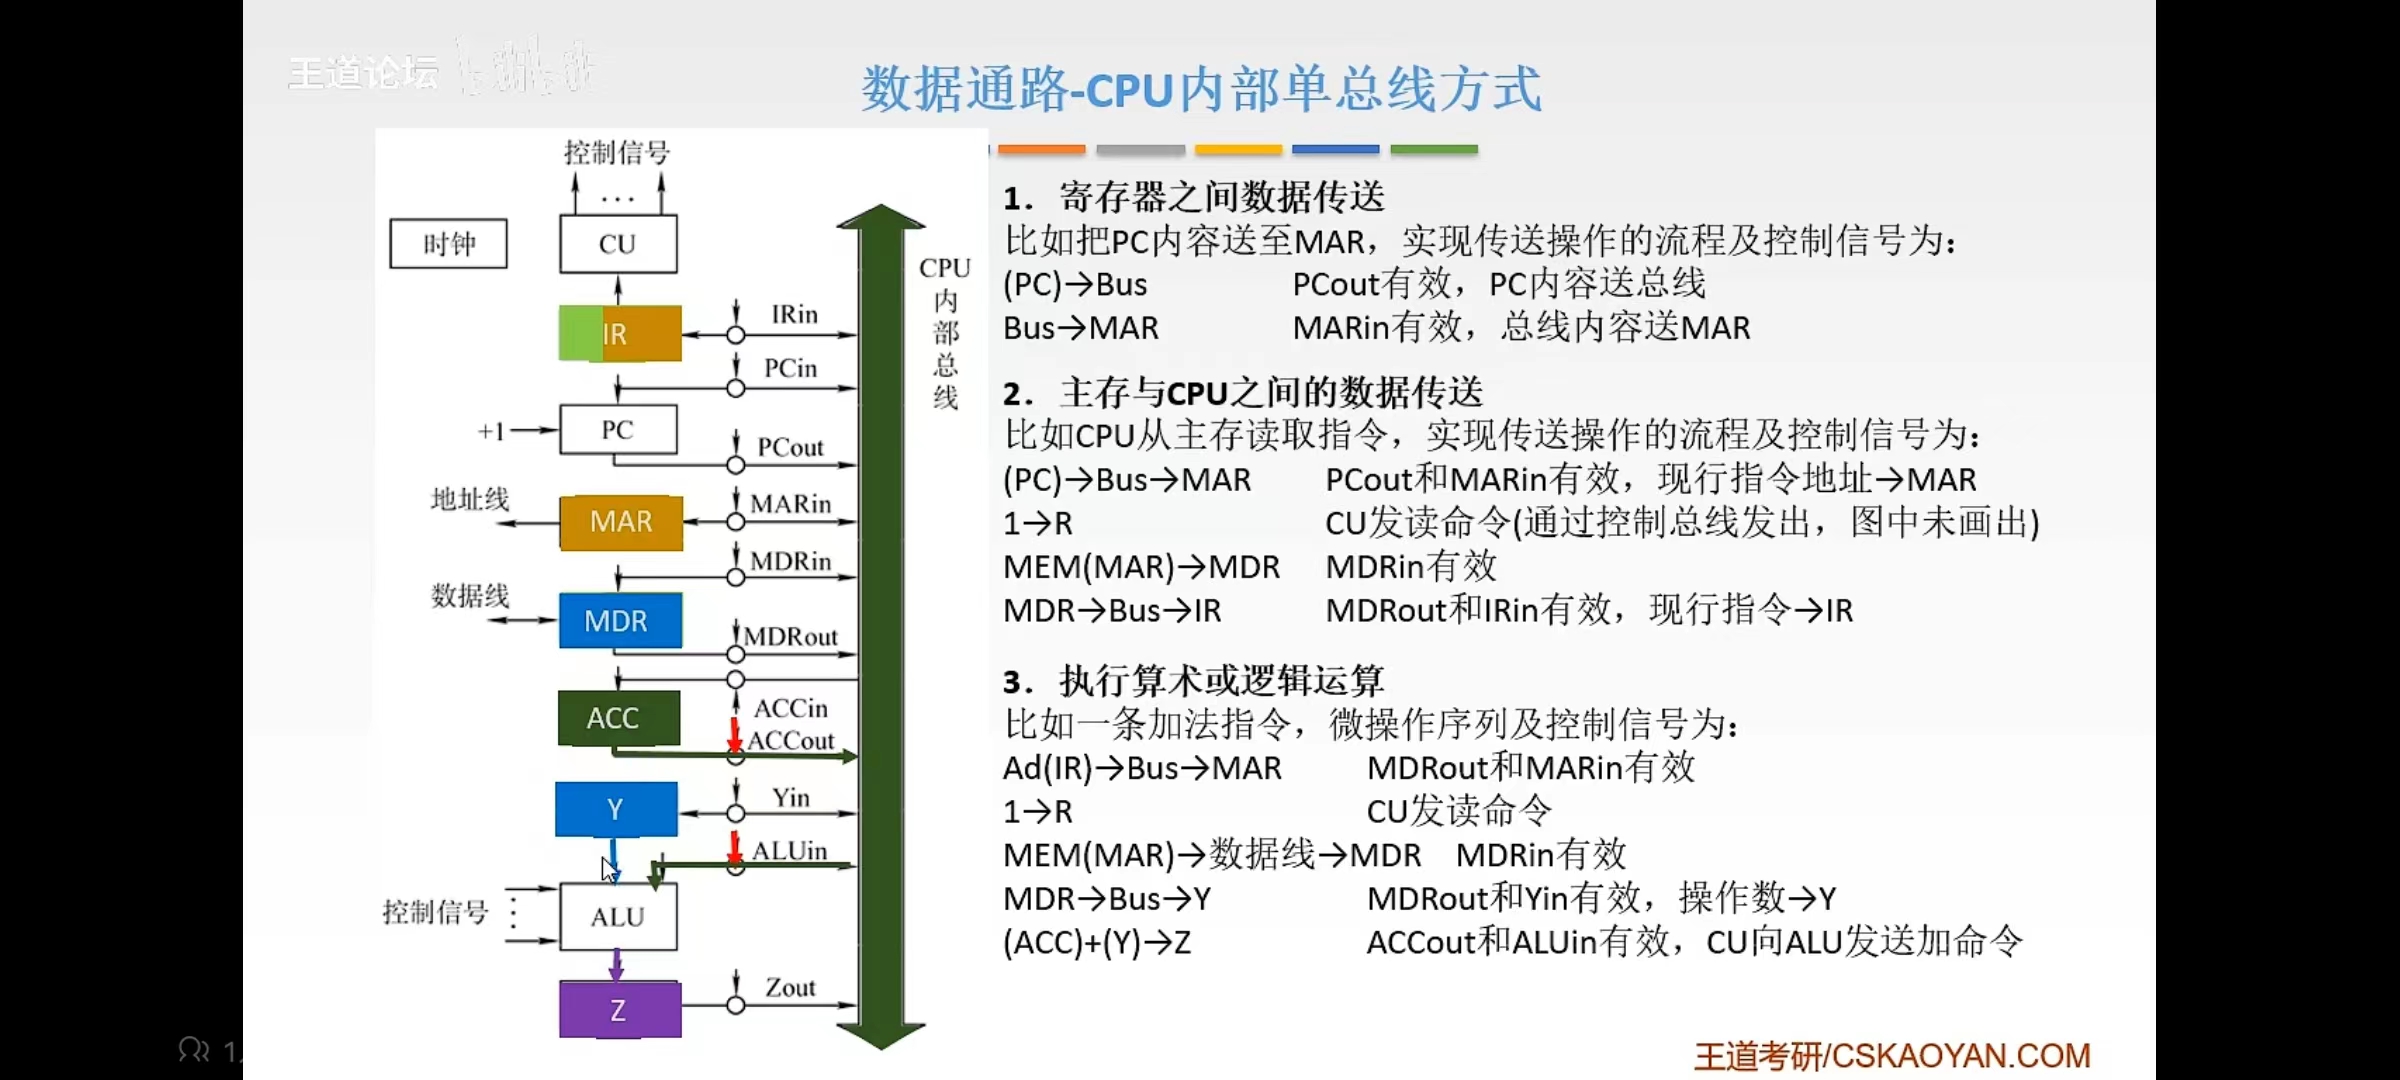 王道论坛
数据通路-CPU内部单总线方式
控制信号
...
时钟
CU
CPU内部总线
IR
IRin
PCin
+1
PC
PCout
地址线
MAR
MARin
MDRin
数据线
MDR
MDRout
ACC
ACCin
ACCout
Y
Yin
ALUin
控制信号
ALU
Z
Zout
1. 寄存器之间数据传送
比如把PC内容送至MAR，实现传送操作的流程及控制信号为：
(PC)→Bus PCout有效，PC内容送总线
Bus→MAR MARin有效，总线内容送MAR
2. 主存与CPU之间的数据传送
比如CPU从主存读取指令，实现传送操作的流程及控制信号为：
(PC)→Bus→MAR PCout和MARin有效，现行指令地址→MAR
1→R CU发读命令(通过控制总线发出，图中未画出)
MEM(MAR)→MDR MDRin有效
MDR→Bus→IR MDRout和IRin有效，现行指令→IR
3. 执行算术或逻辑运算
比如一条加法指令，微操作序列及控制信号为：
Ad(IR)→Bus→MAR MDRout和MARin有效
1→R CU发读命令
MEM(MAR)→数据线→MDR MDRin有效
MDR→Bus→Y MDRout和Yin有效，操作数→Y
(ACC)+(Y)→Z ACCout和ALUin有效，CU向ALU发送加命令
王道考研/CSKAOYAN.COM